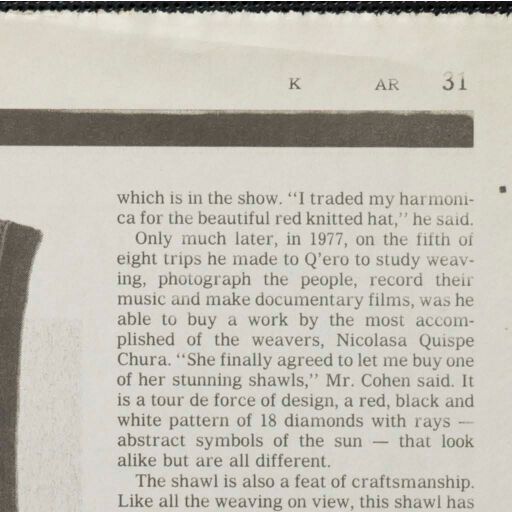 K AR 31
which is in the show. “I traded my harmoni-
ca for the beautiful red knitted hat,” he said.
Only much later, in 1977, on the fifth of
eight trips he made to Q'ero to study weav-
ing, photograph the people, record their
music and make documentary films, was he
able to buy a work by the most accom-
plished of the weavers, Nicolasa Quispe
Chura. “She finally agreed to let me buy one
of her stunning shawls,” Mr. Cohen said. It
is a tour de force of design, a red, black and
white pattern of 18 diamonds with rays —
abstract symbols of the sun — that look
alike but are all different.
The shawl is also a feat of craftsmanship.
Like all the weaving on view, this shawl has